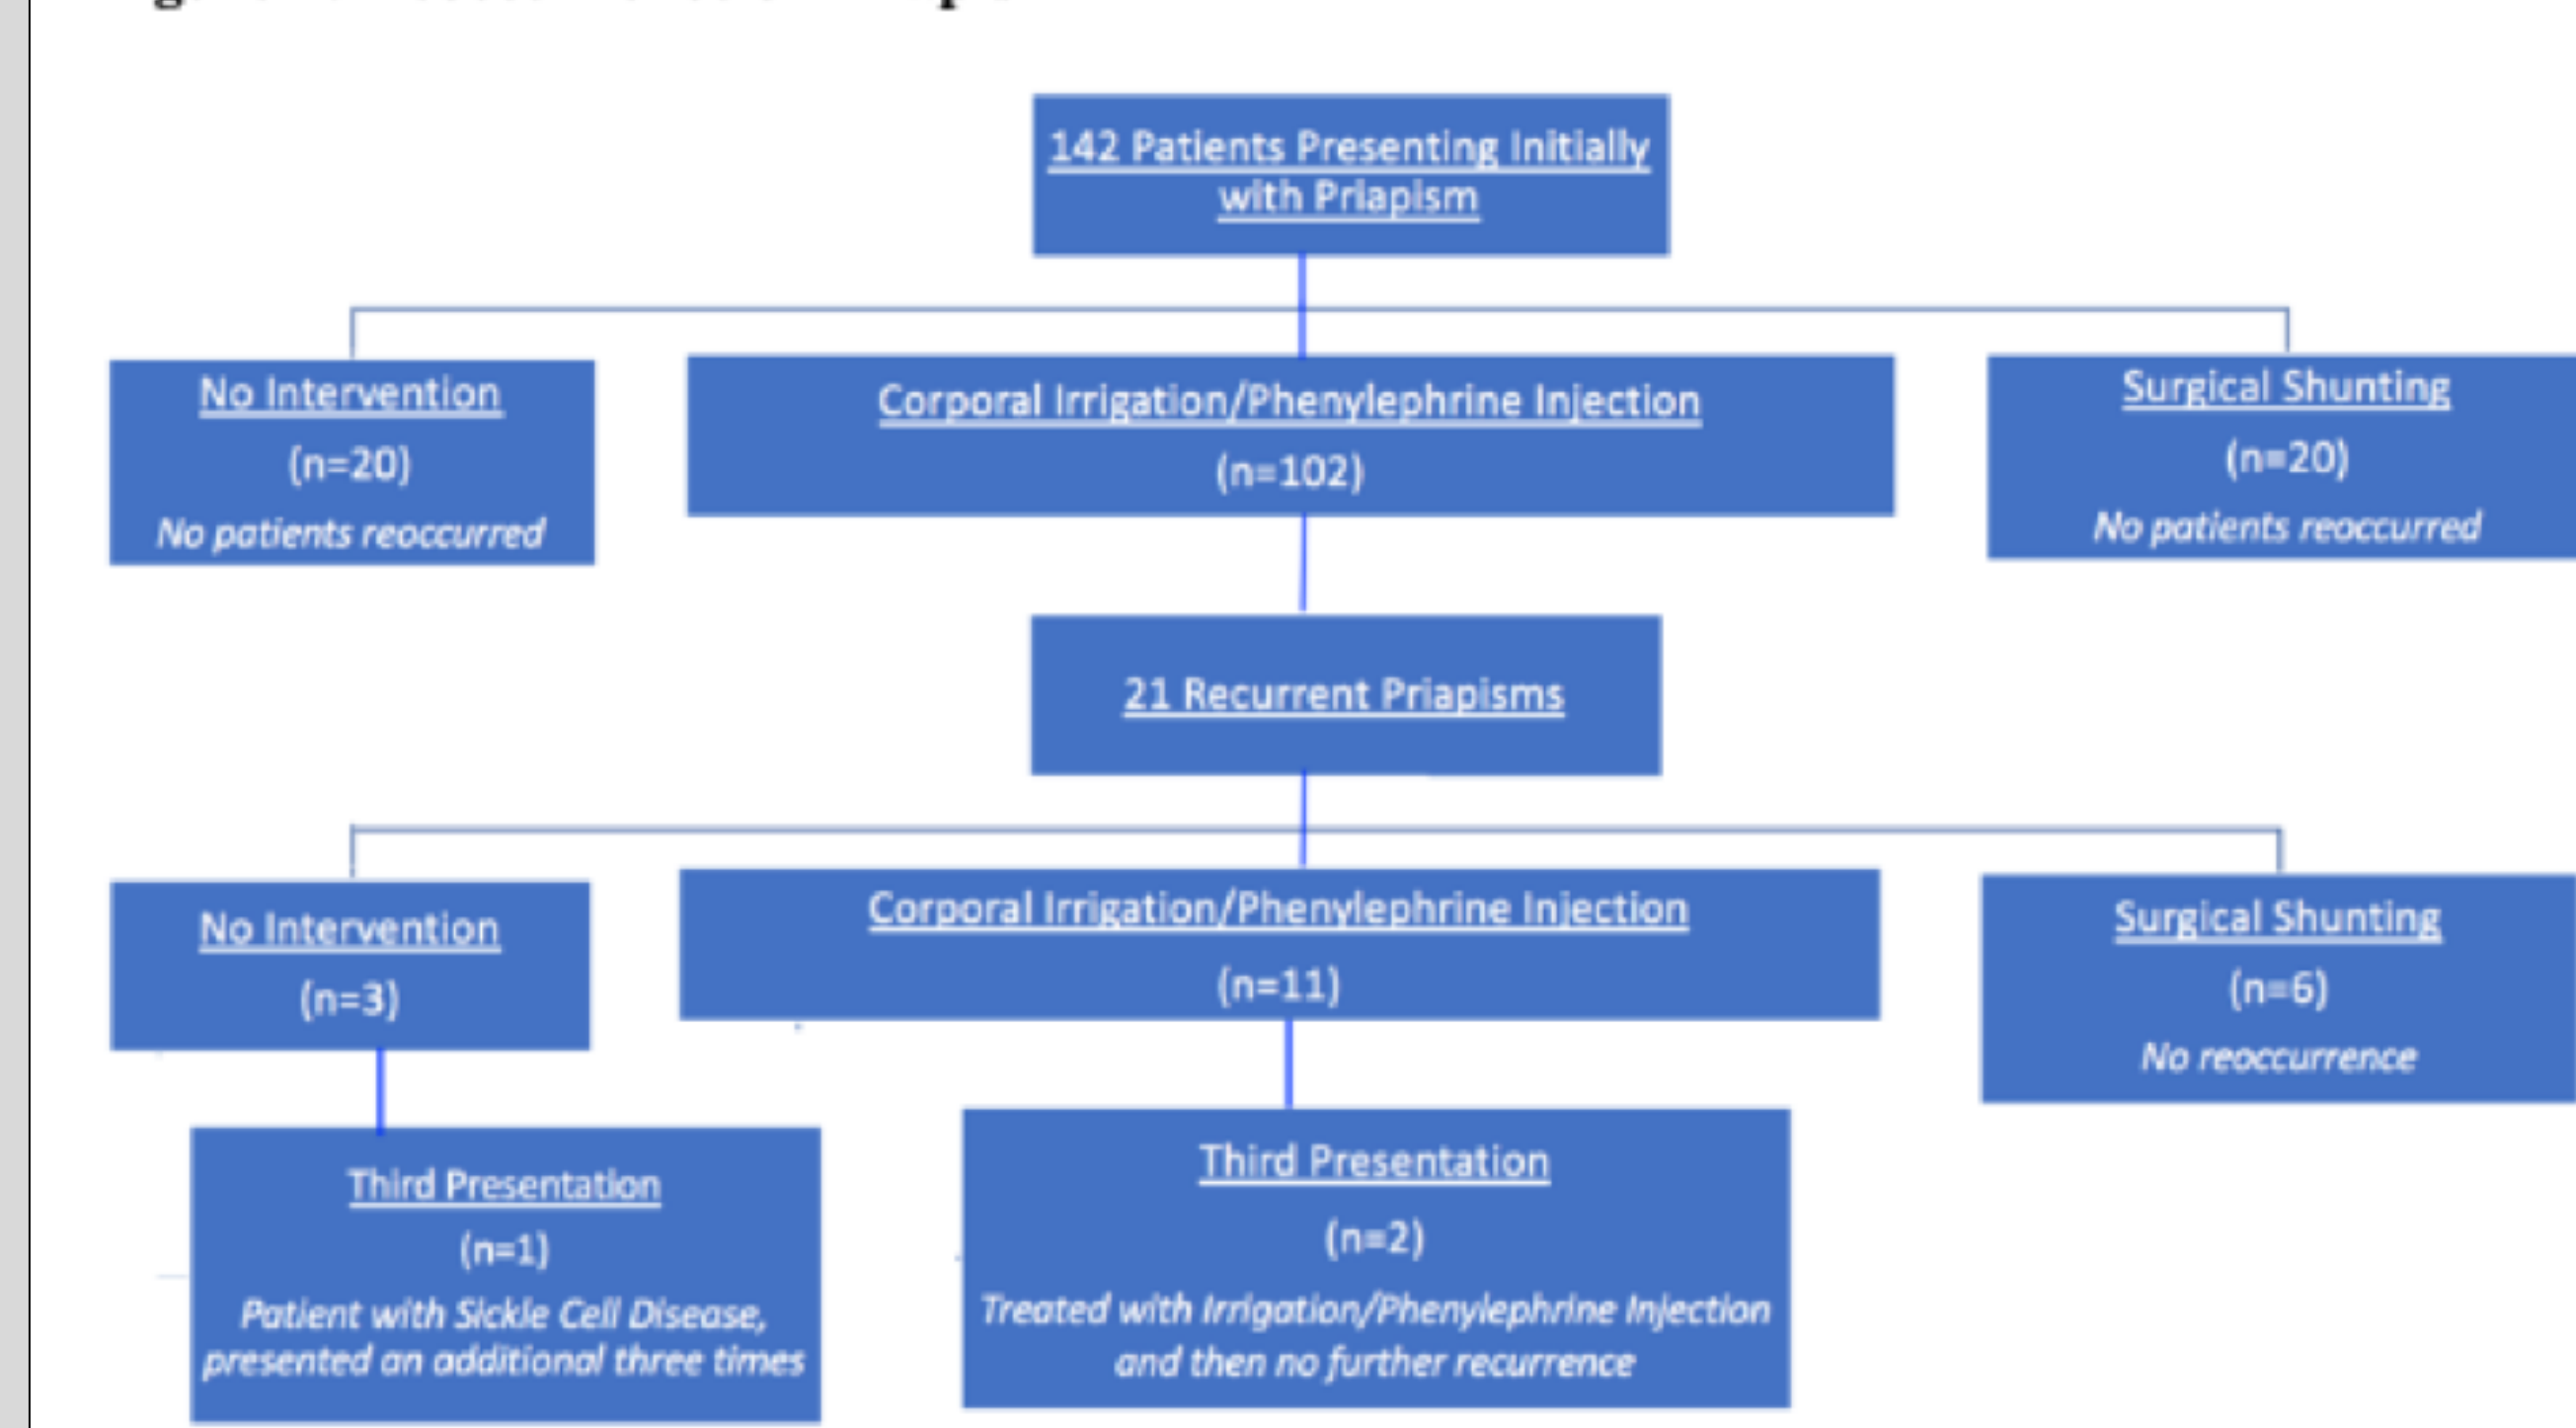 142 Patients Presenting Initially
with Priapism
No Intervention
(n=20)
No patients reoccurred
Corporal Irrigation/Phenylephrine Injection
(n=102)
Surgical Shunting
(n=20)
No patients reoccurred
21 Recurrent Priapisms
No Intervention
(n=3)
Corporal Irrigation/Phenylephrine Injection
(n=11)
Surgical Shunting
(n=6)
No reoccurrence
Third Presentation
(n=1)
Patient with Sickle Cell Disease,
presented an additional three times
Third Presentation
(n=2)
Treated with Irrigation/Phenylephrine Injection
and then no further recurrence